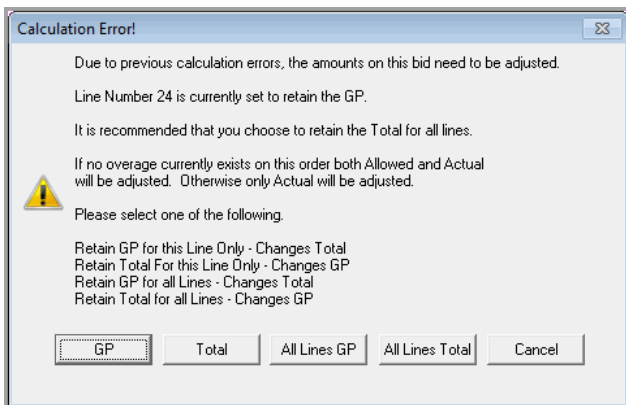 Calculation Error!
Due to previous calculation errors, the amounts on this bid need to be adjusted.
Line Number 24 is currently set to retain the GP.
It is recommended that you choose to retain the Total for all lines.
If no overage currently exists on this order both Allowed and Actual
will be adjusted.  Otherwise only Actual will be adjusted.
Please select one of the following.
Retain GP for this Line Only - Changes Total
Retain Total For this Line Only - Changes GP
Retain GP for all Lines - Changes Total
Retain Total for all Lines - Changes GP
GP Total All Lines GP All Lines Total Cancel